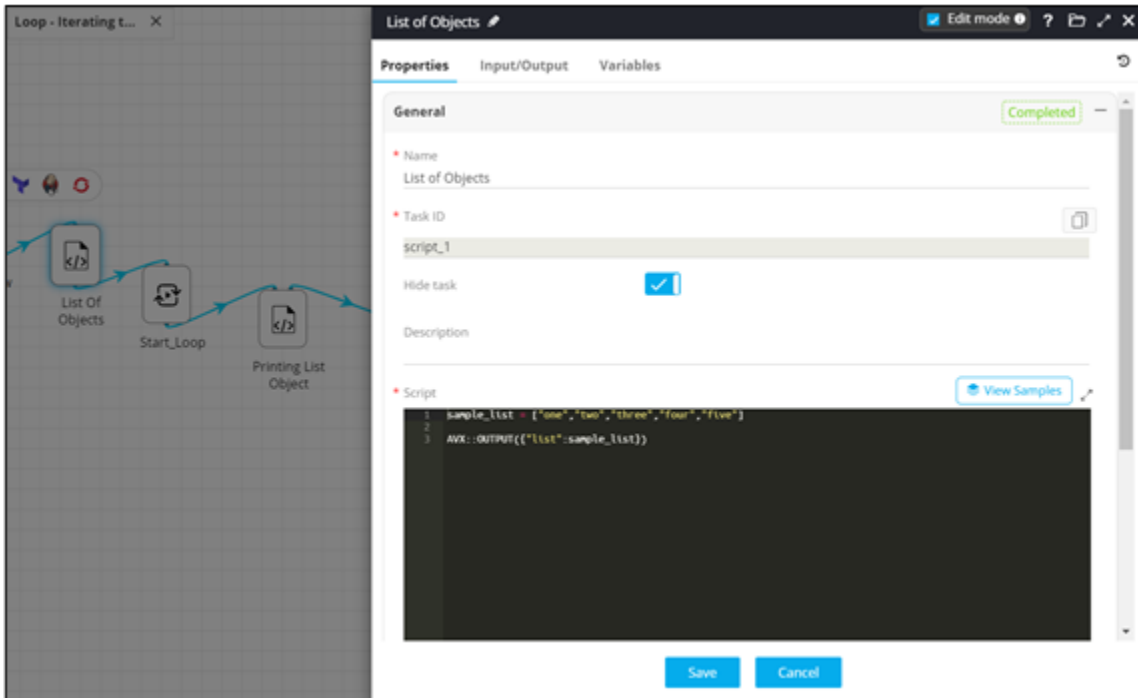 Loop - Iterating t... ×
List of Objects
Edit mode
?
Properties Input/Output Variables
General
Completed
* Name
List of Objects
* Task ID
script_1
Hide task
Description
* Script
View Samples
1 sample_list = ["one","two","three","four","five"]
2
3 AVX::OUTPUT({"list":sample_list})
Save Cancel
List Of
Objects
Start_Loop
Printing List
Object